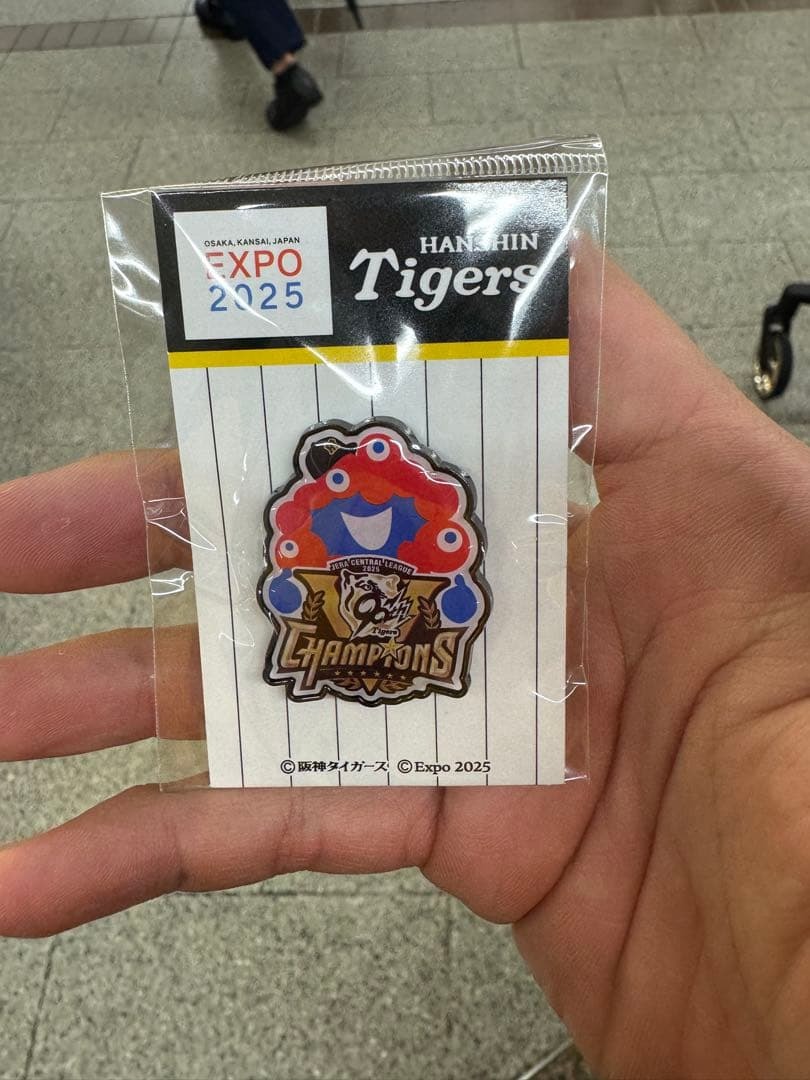 OSAKA, KANSAI, JAPAN
EXPO
2025
HANSHIN
Tigers
JERA CENTRAL LEAGUE
2025
90
Tigers
CHAMPIONS
©阪神タイガース ©Expo 2025